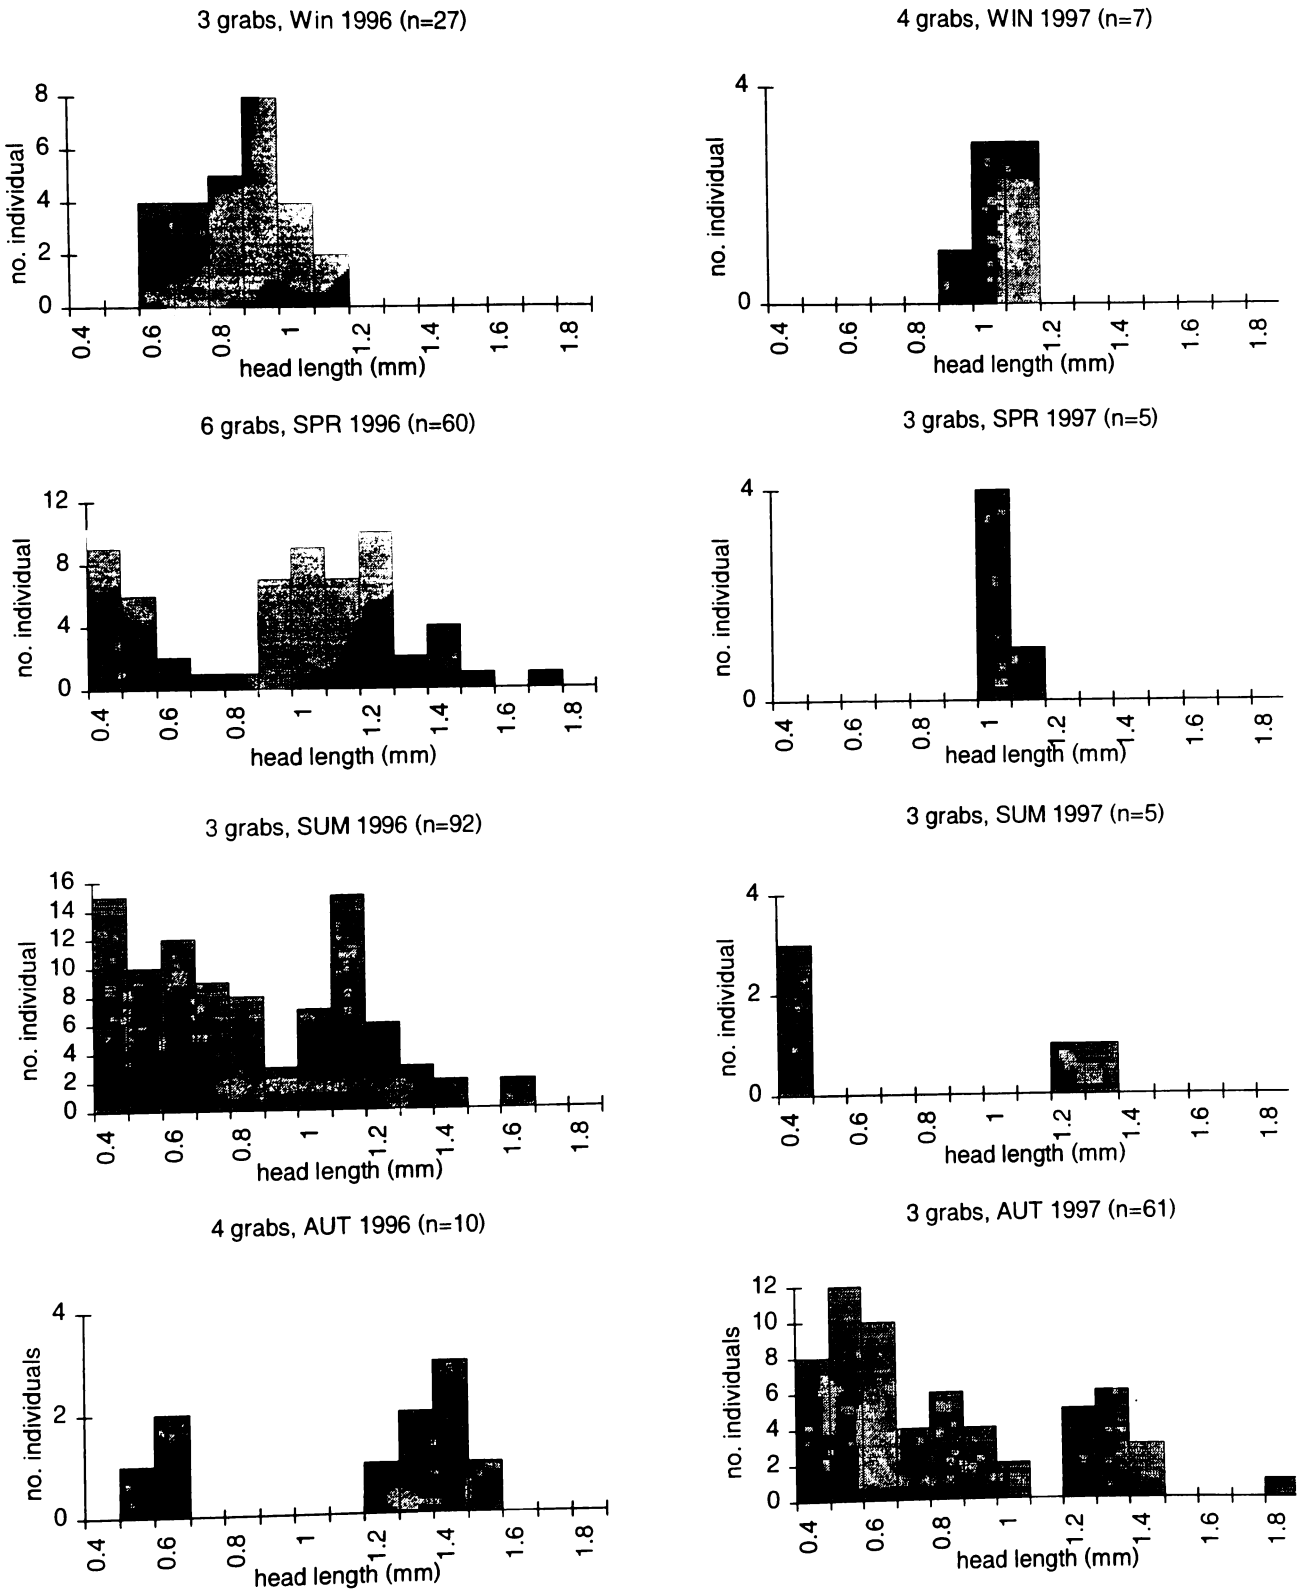 3 grabs, Win 1996 (n=27)
no. individual
8
6
4
2
0
0.4 0.6 0.8 1 1.2 1.4 1.6 1.8
head length (mm)
4 grabs, WIN 1997 (n=7)
no. individual
4
0
0.4 0.6 0.8 1 1.2 1.4 1.6 1.8
head length (mm)
6 grabs, SPR 1996 (n=60)
no. individual
12
8
4
0
0.4 0.6 0.8 1 1.2 1.4 1.6 1.8
head length (mm)
3 grabs, SPR 1997 (n=5)
no. individual
4
0
0.4 0.6 0.8 1 1.2 1.4 1.6 1.8
head length (mm)
3 grabs, SUM 1996 (n=92)
no. individual
16
14
12
10
8
6
4
2
0
0.4 0.6 0.8 1 1.2 1.4 1.6 1.8
head length (mm)
3 grabs, SUM 1997 (n=5)
no. individual
4
2
0
0.4 0.6 0.8 1 1.2 1.4 1.6 1.8
head length (mm)
4 grabs, AUT 1996 (n=10)
no. individuals
4
2
0
0.4 0.6 0.8 1 1.2 1.4 1.6 1.8
head length (mm)
3 grabs, AUT 1997 (n=61)
no. individuals
12
10
8
6
4
2
0
0.4 0.6 0.8 1 1.2 1.4 1.6 1.8
head length (mm)